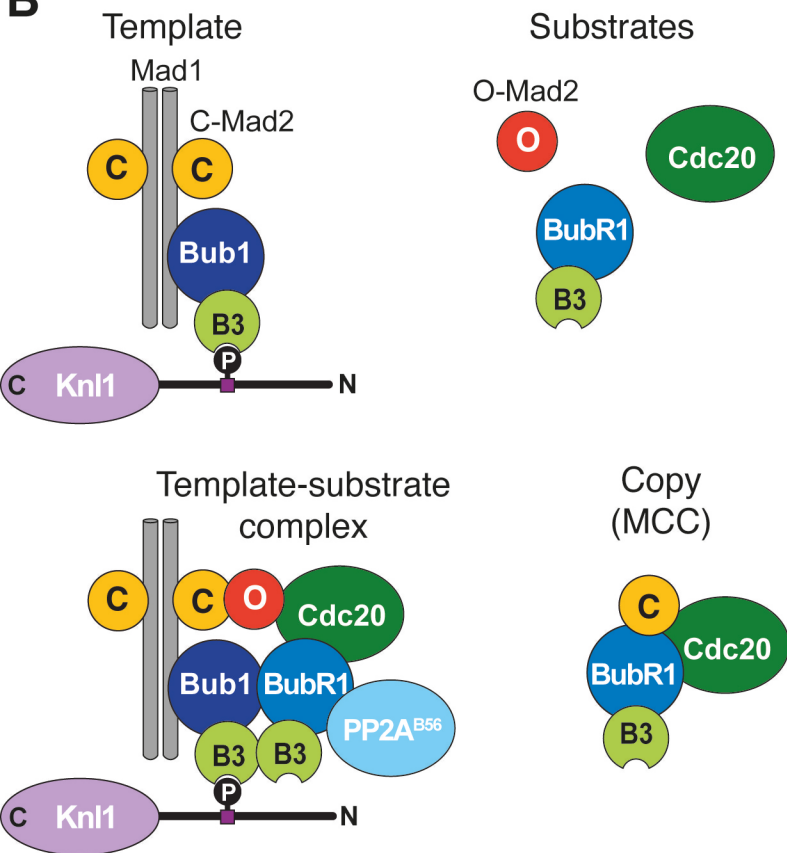 B
Template
Substrates
Mad1
O-Mad2
C-Mad2
O
Cdc20
C
C
BubR1
Bub1
B3
B3
P
C Knl1
N
Template-substrate
complex
Copy
(MCC)
C
C
O
Cdc20
C
Cdc20
BubR1
Bub1
BubR1
PP2AB56
B3
B3
B3
P
C Knl1
N